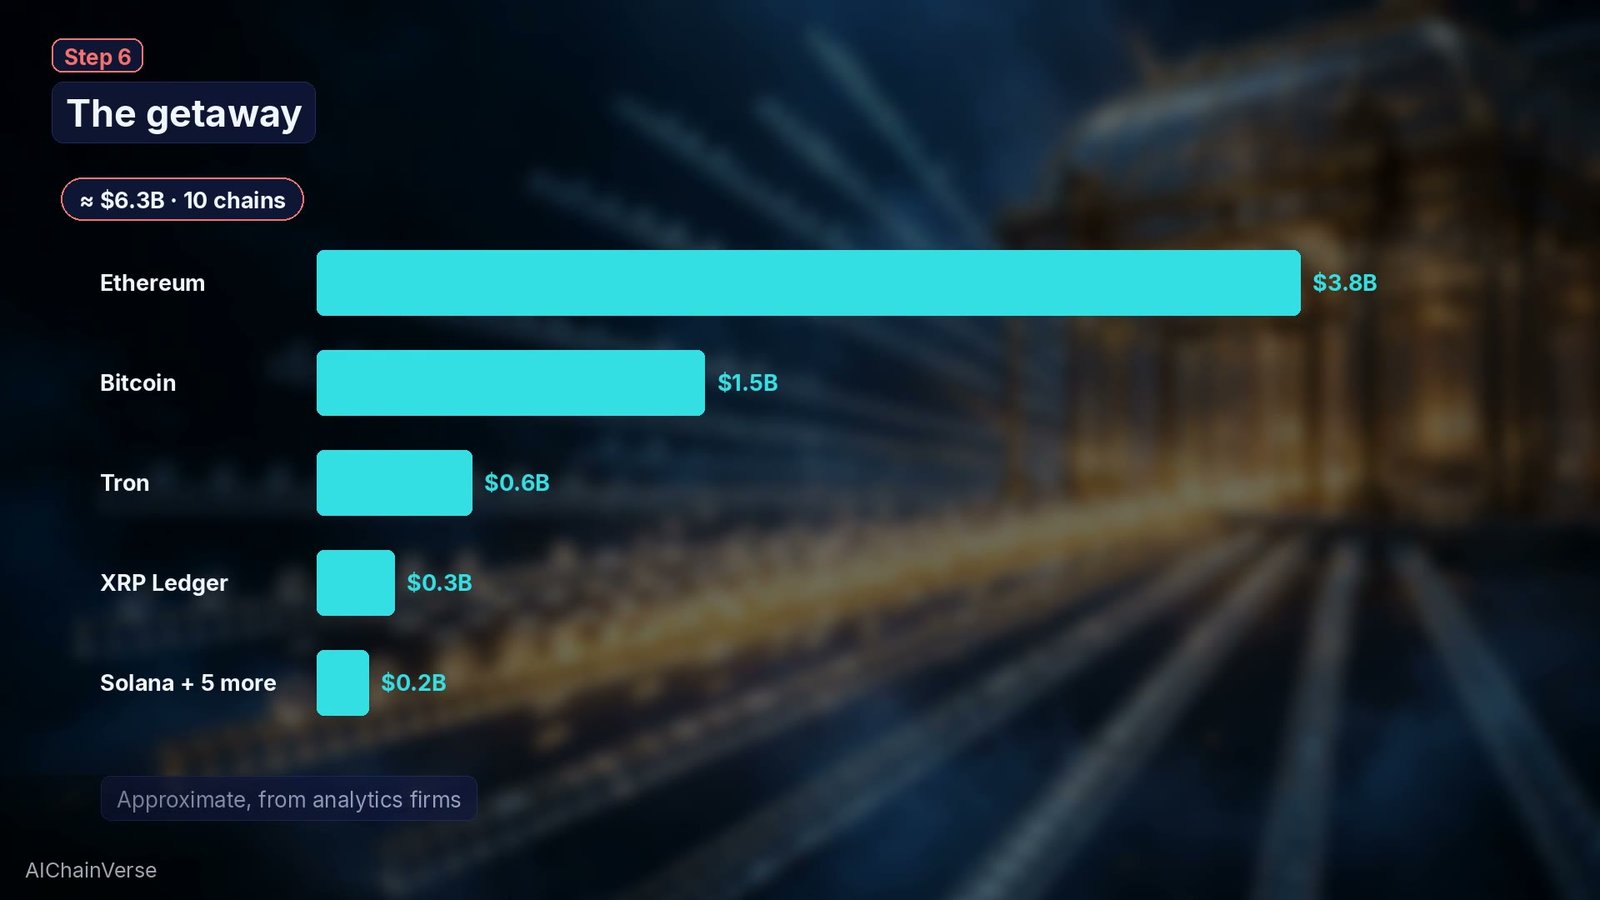 Step 6
The getaway
≈ $6.3B · 10 chains
Ethereum $3.8B
Bitcoin $1.5B
Tron $0.6B
XRP Ledger $0.3B
Solana + 5 more $0.2B
Approximate, from analytics firms
AIChainVerse